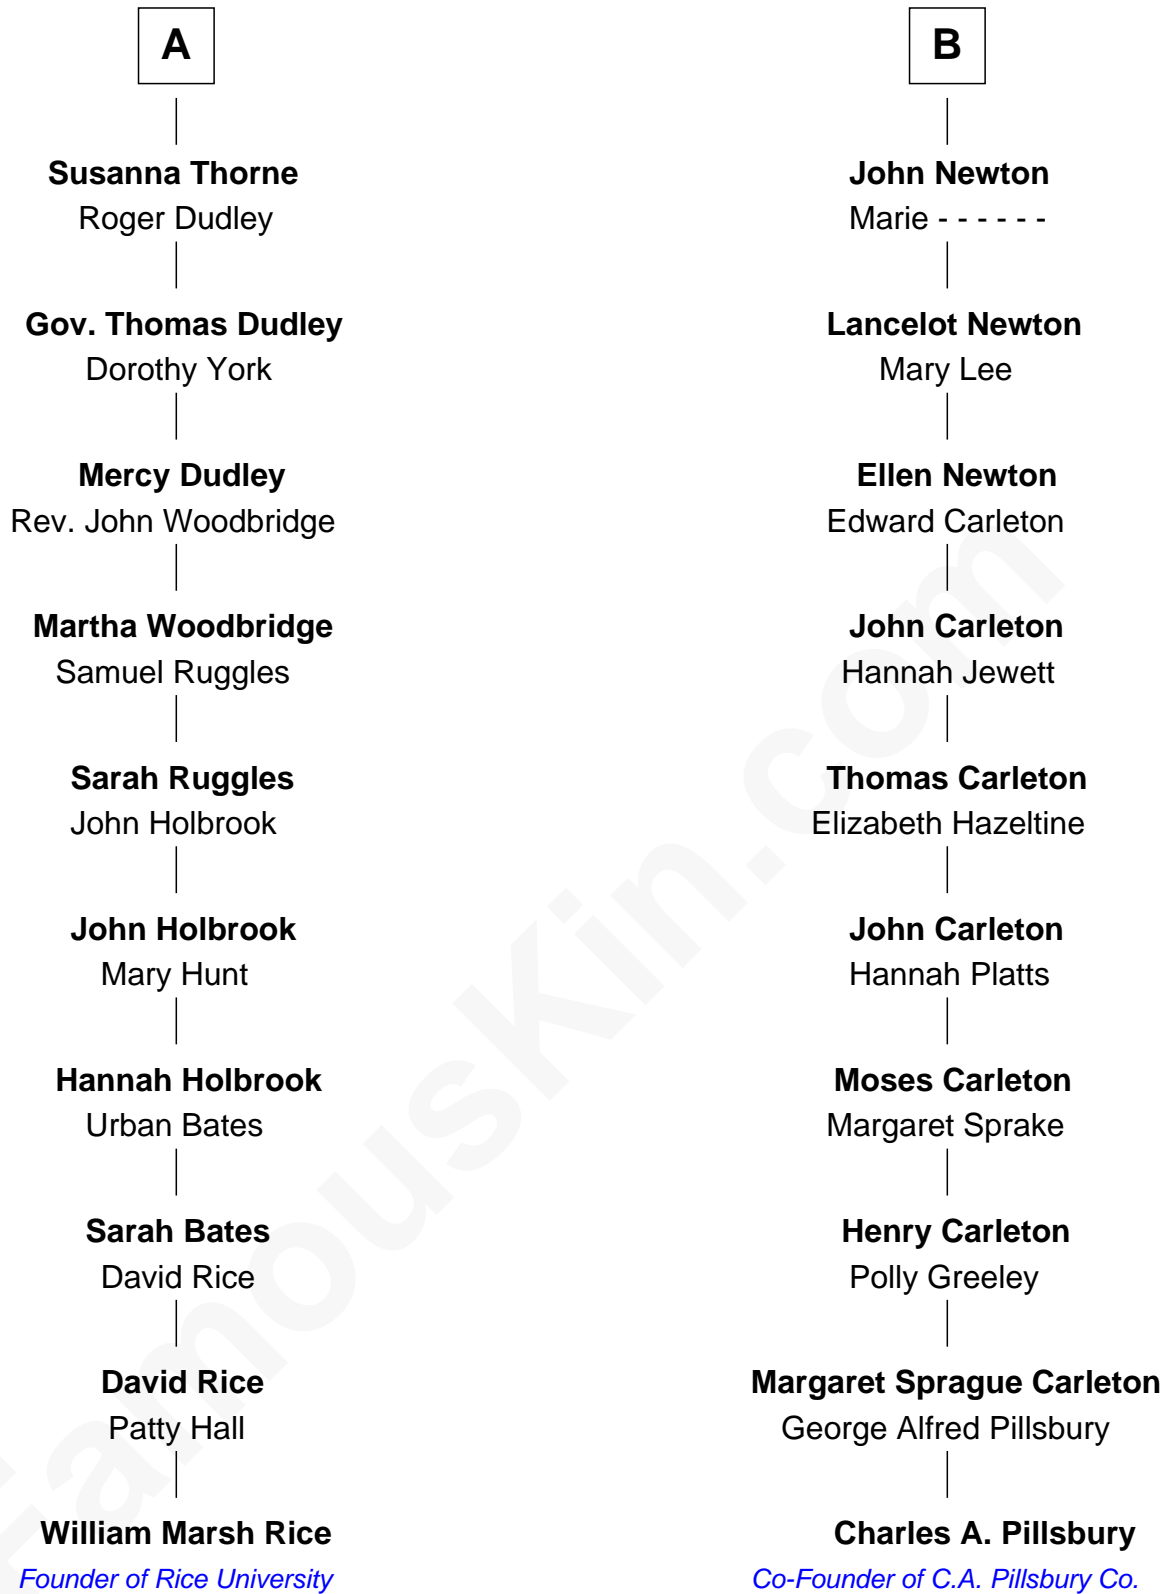 A
Susanna Thorne
Roger Dudley
Gov. Thomas Dudley
Dorothy York
Mercy Dudley
Rev. John Woodbridge
Martha Woodbridge
Samuel Ruggles
Sarah Ruggles
John Holbrook
John Holbrook
Mary Hunt
Hannah Holbrook
Urban Bates
Sarah Bates
David Rice
David Rice
Patty Hall
William Marsh Rice
Founder of Rice University
B
John Newton
Marie - - - - - -
Lancelot Newton
Mary Lee
Ellen Newton
Edward Carleton
John Carleton
Hannah Jewett
Thomas Carleton
Elizabeth Hazeltine
John Carleton
Hannah Platts
Moses Carleton
Margaret Sprake
Henry Carleton
Polly Greeley
Margaret Sprague Carleton
George Alfred Pillsbury
Charles A. Pillsbury
Co-Founder of C.A. Pillsbury Co.
FamousKin.com